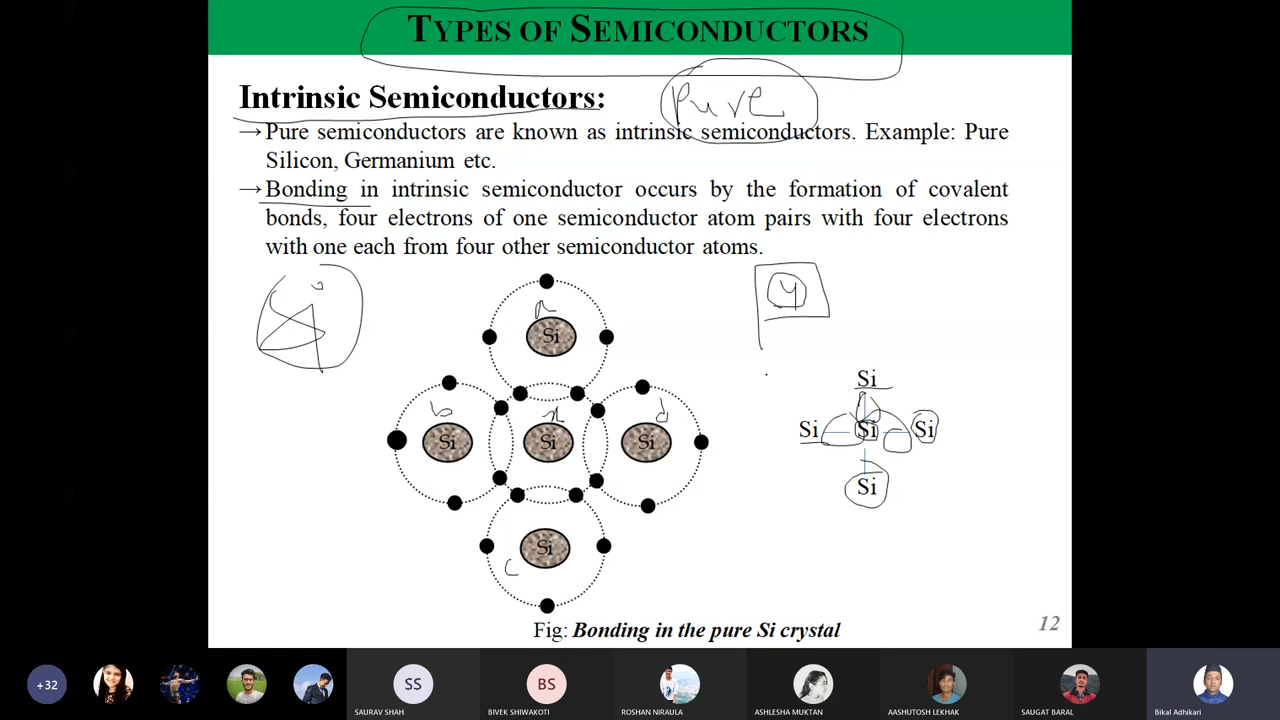 TYPES OF SEMICONDUCTORS
Intrinsic Semiconductors:
Pure
→Pure semiconductors are known as intrinsic semiconductors. Example: Pure
Silicon, Germanium etc.
→Bonding in intrinsic semiconductor occurs by the formation of covalent
bonds, four electrons of one semiconductor atom pairs with four electrons
with one each from four other semiconductor atoms.
4
a
Si
Si
b
x
d
Si
Si
Si
Si
Si
Si
Si
c
Si
Fig: Bonding in the pure Si crystal
12
+32
SS
BS
SAURAV SHAH
BIVEK SHIWAKOTI
ROSHAN NIRAULA
ASHLESHA MUKTAN
AASHUTOSH LEKHAK
SAUGAT BARAL
Bikal Adhikari